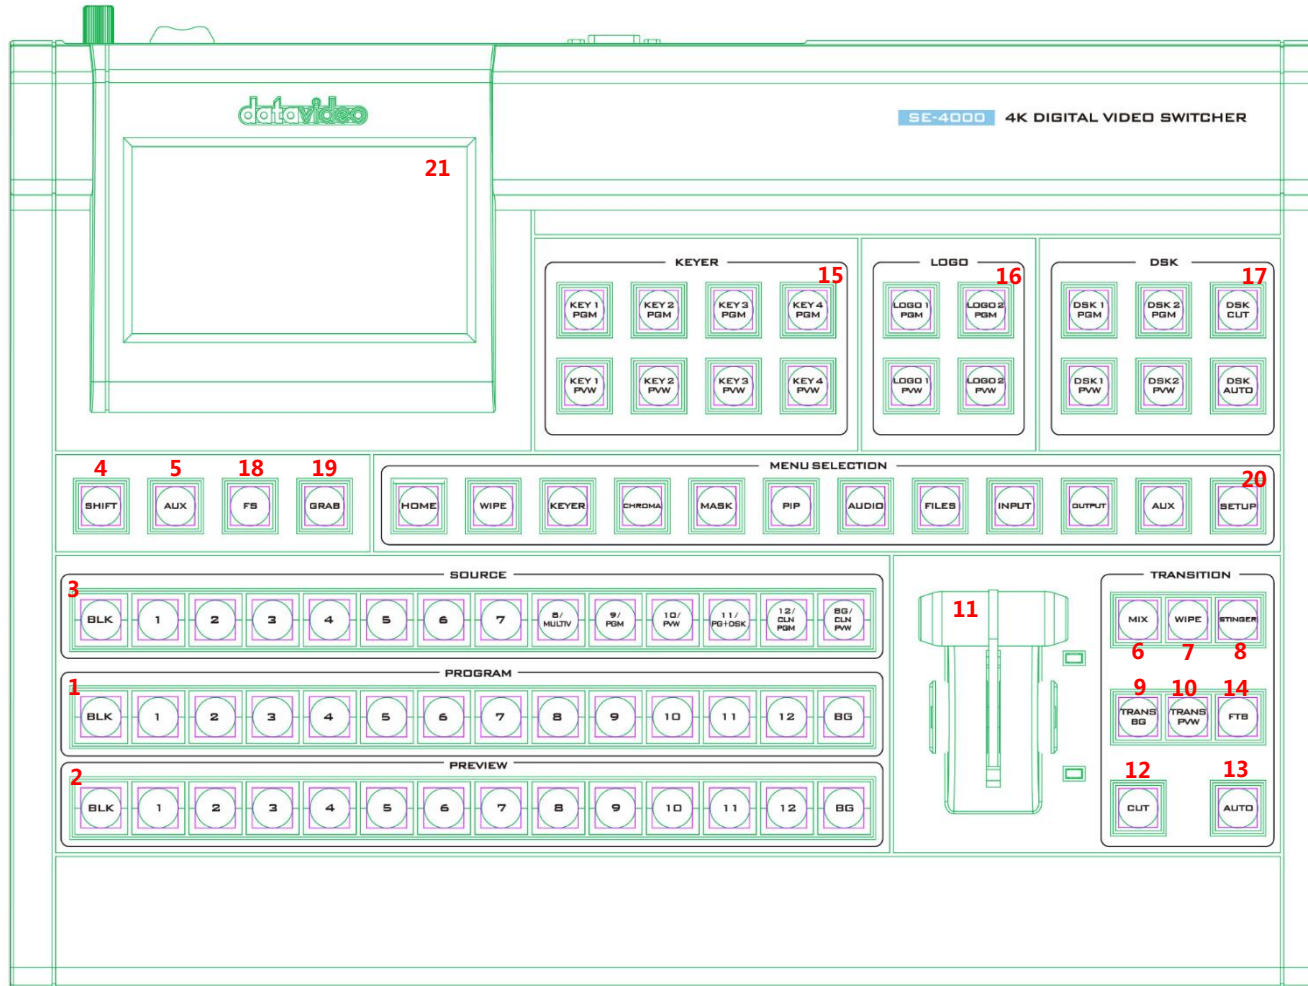 datavideo
SE-4000 4K DIGITAL VIDEO SWITCHER
21
KEYER
15
KEY 1 PGM
KEY 2 PGM
KEY 3 PGM
KEY 4 PGM
KEY 1 PVW
KEY 2 PVW
KEY 3 PVW
KEY 4 PVW
LOGO
16
LOGO 1 PGM
LOGO 2 PGM
LOGO 1 PVW
LOGO 2 PVW
DSK
17
DSK 1 PGM
DSK 2 PGM
DSK CUT
DSK 1 PVW
DSK2 PVW
DSK AUTO
4 5 18 19
SHIFT AUX FS GRAB
MENU SELECTION
20
HOME WIPE KEYER CHROMA MASK PIP AUDIO FILES INPUT OUTPUT AUX SETUP
SOURCE
3
BLK 1 2 3 4 5 6 7 8/ MULTIV 9/ PGM 10/ PVW 11/ PG+DSK 12/ CLN PGM BG/ CLN PVW
PROGRAM
1
BLK 1 2 3 4 5 6 7 8 9 10 11 12 BG
PREVIEW
2
BLK 1 2 3 4 5 6 7 8 9 10 11 12 BG
11
TRANSITION
MIX WIPE STINGER
6 7 8
9 10 14
TRANS BG
TRANS PVW
FTB
12 13
CUT AUTO